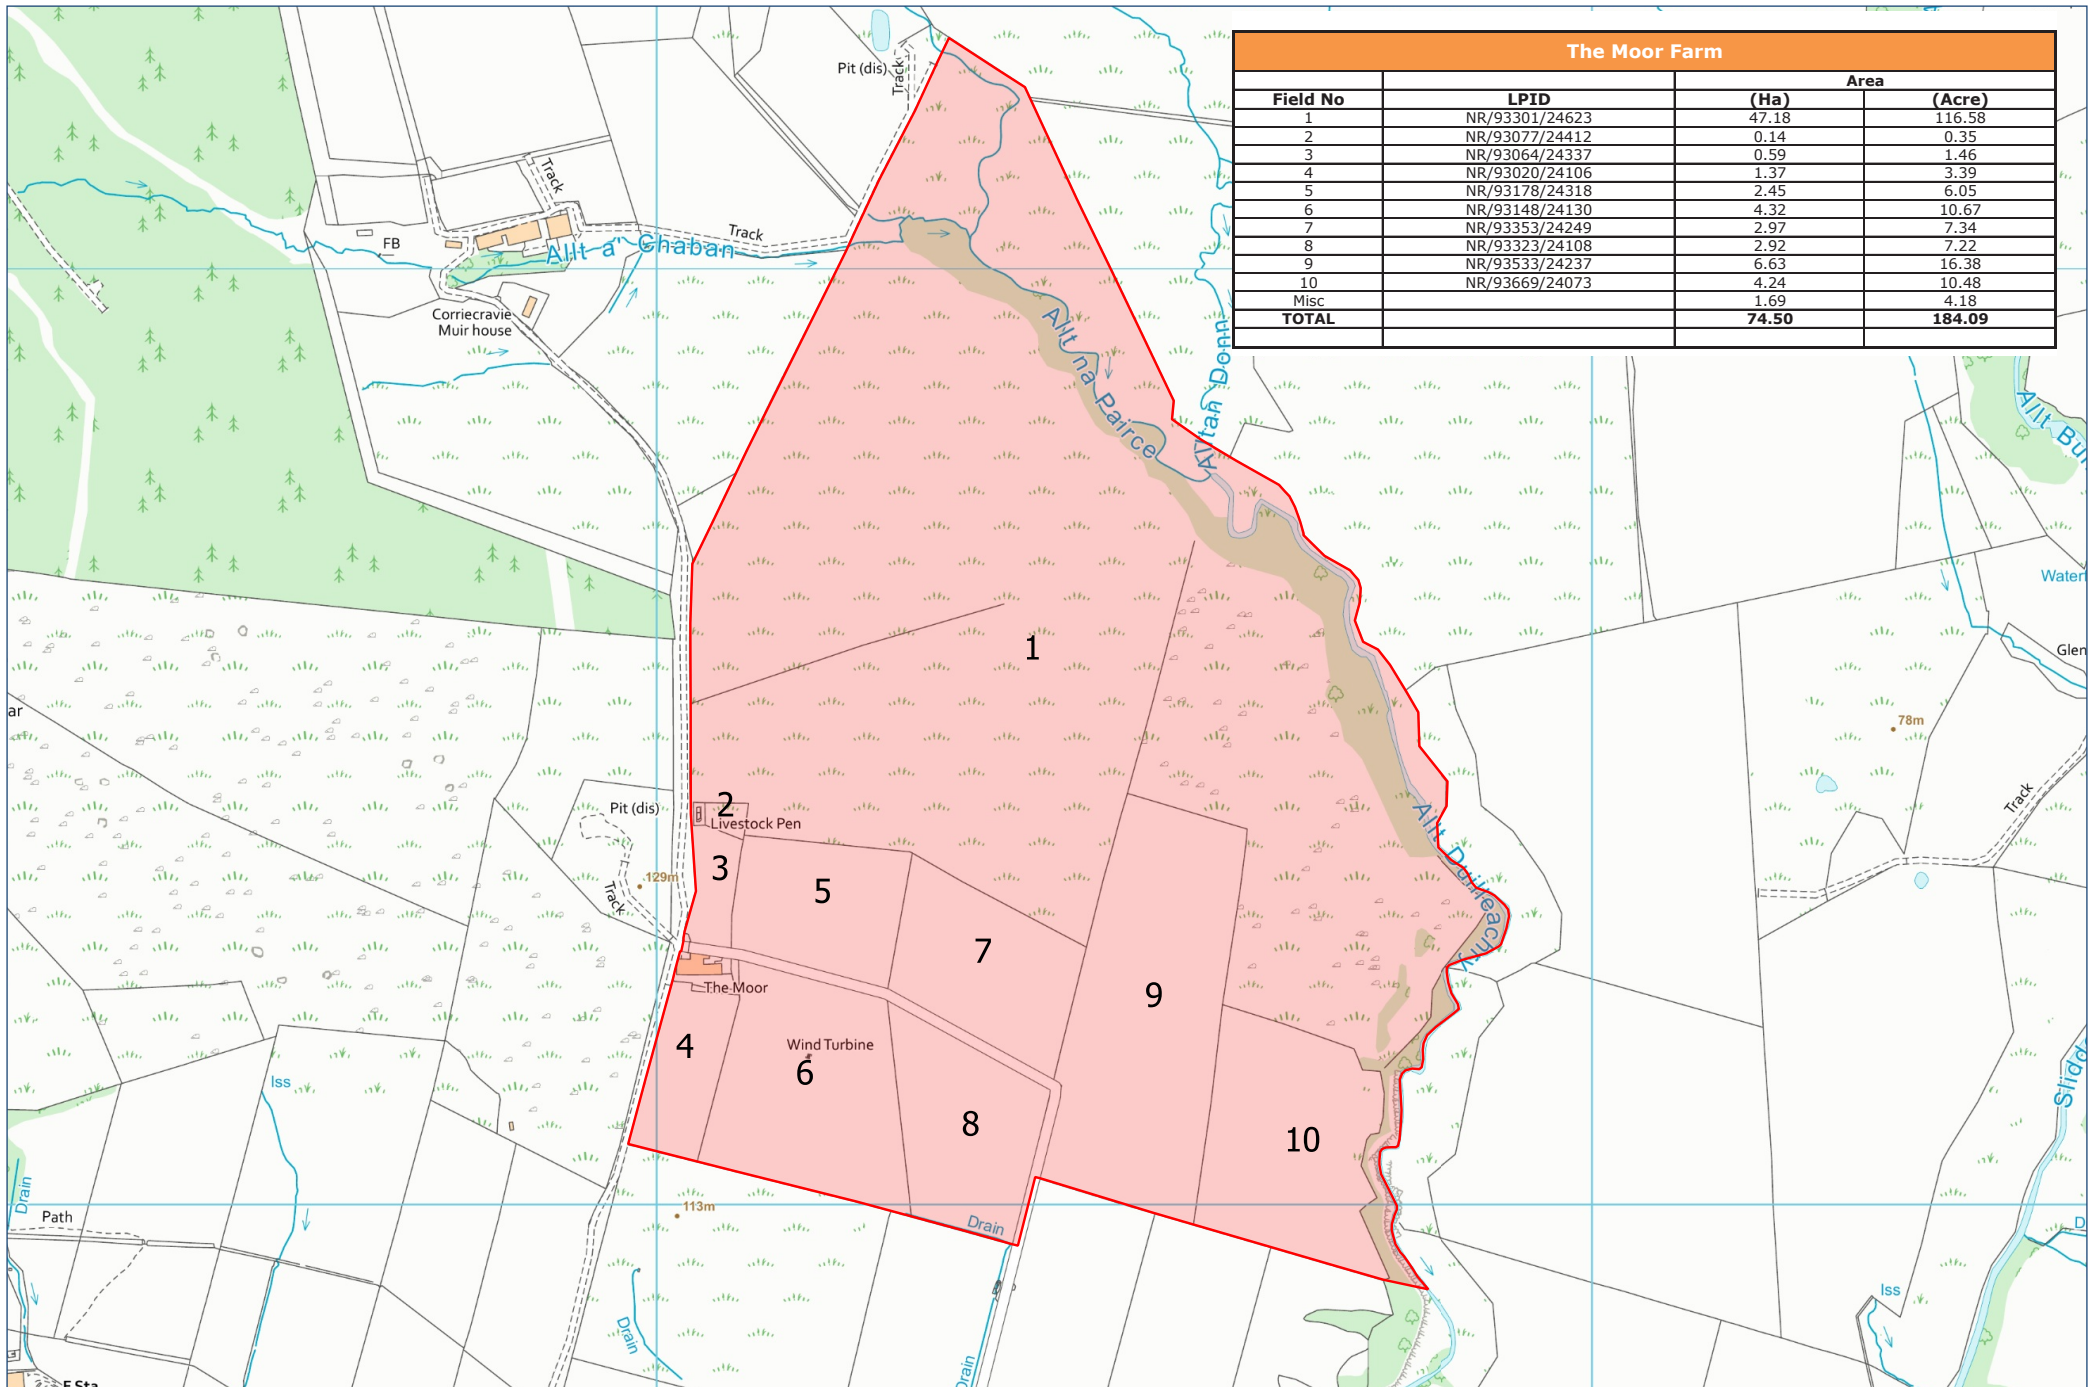 The Moor Farm
Area
Field No LPID (Ha) (Acre)
1 NR/93301/24623 47.18 116.58
2 NR/93077/24412 0.14 0.35
3 NR/93064/24337 0.59 1.46
4 NR/93020/24106 1.37 3.39
5 NR/93178/24318 2.45 6.05
6 NR/93148/24130 4.32 10.67
7 NR/93353/24249 2.97 7.34
8 NR/93323/24108 2.92 7.22
9 NR/93533/24237 6.63 16.38
10 NR/93669/24073 4.24 10.48
Misc 1.69 4.18
TOTAL 74.50 184.09
Pit (dis)
Track
Track
FB
Track
Allt a' Chaban
Corriecravie
Muir house
Allt na Pairce
Alltan Donn
Allt Bui
Waterf
Glen
ar
1
78m
Track
Pit (dis)
2
Livestock Pen
3
129m
Track
5
Allt Duilreachy
7
The Moor
9
4
Wind Turbine
6
8
10
Iss
Slidd
Drain
Path
113m
Drain
D
Iss
Drain
Drain
F Sta